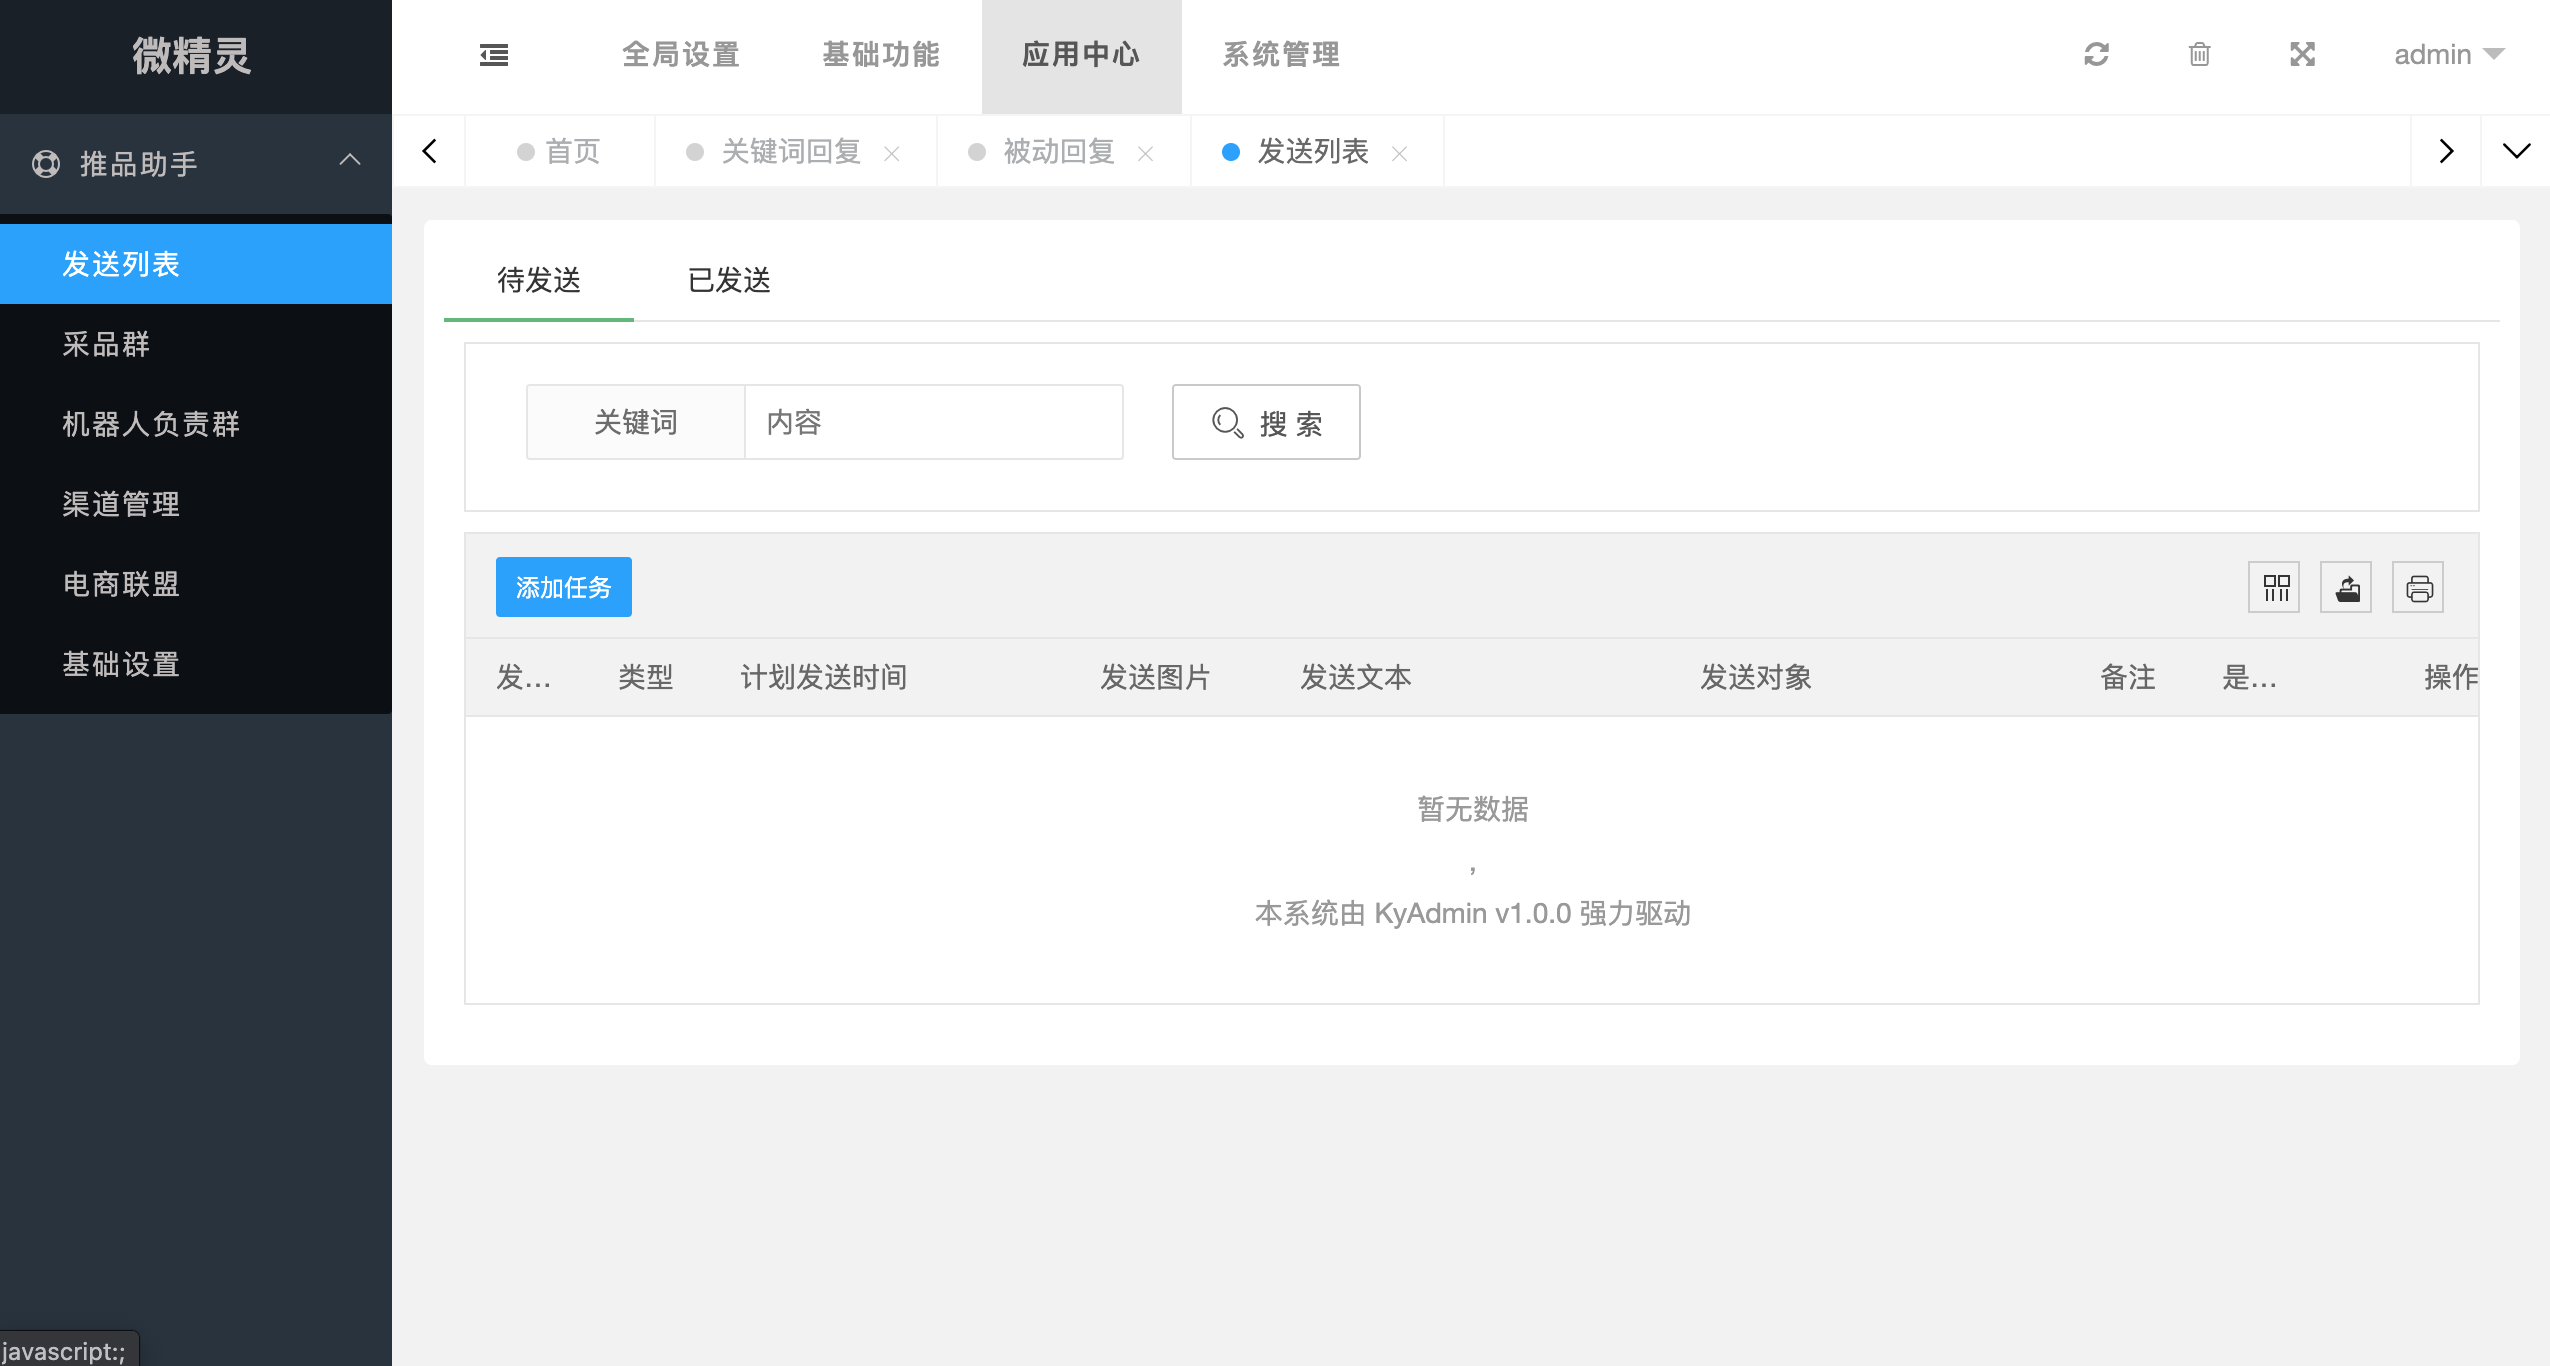 微精灵
全局设置 基础功能 应用中心 系统管理 admin
推品助手
首页 关键词回复 被动回复 发送列表
发送列表
采品群
机器人负责群
渠道管理
电商联盟
基础设置
待发送 已发送
关键词 内容 搜 索
添加任务
发... 类型 计划发送时间 发送图片 发送文本 发送对象 备注 是... 操作
暂无数据
，
本系统由 KyAdmin v1.0.0 强力驱动
javascript:;